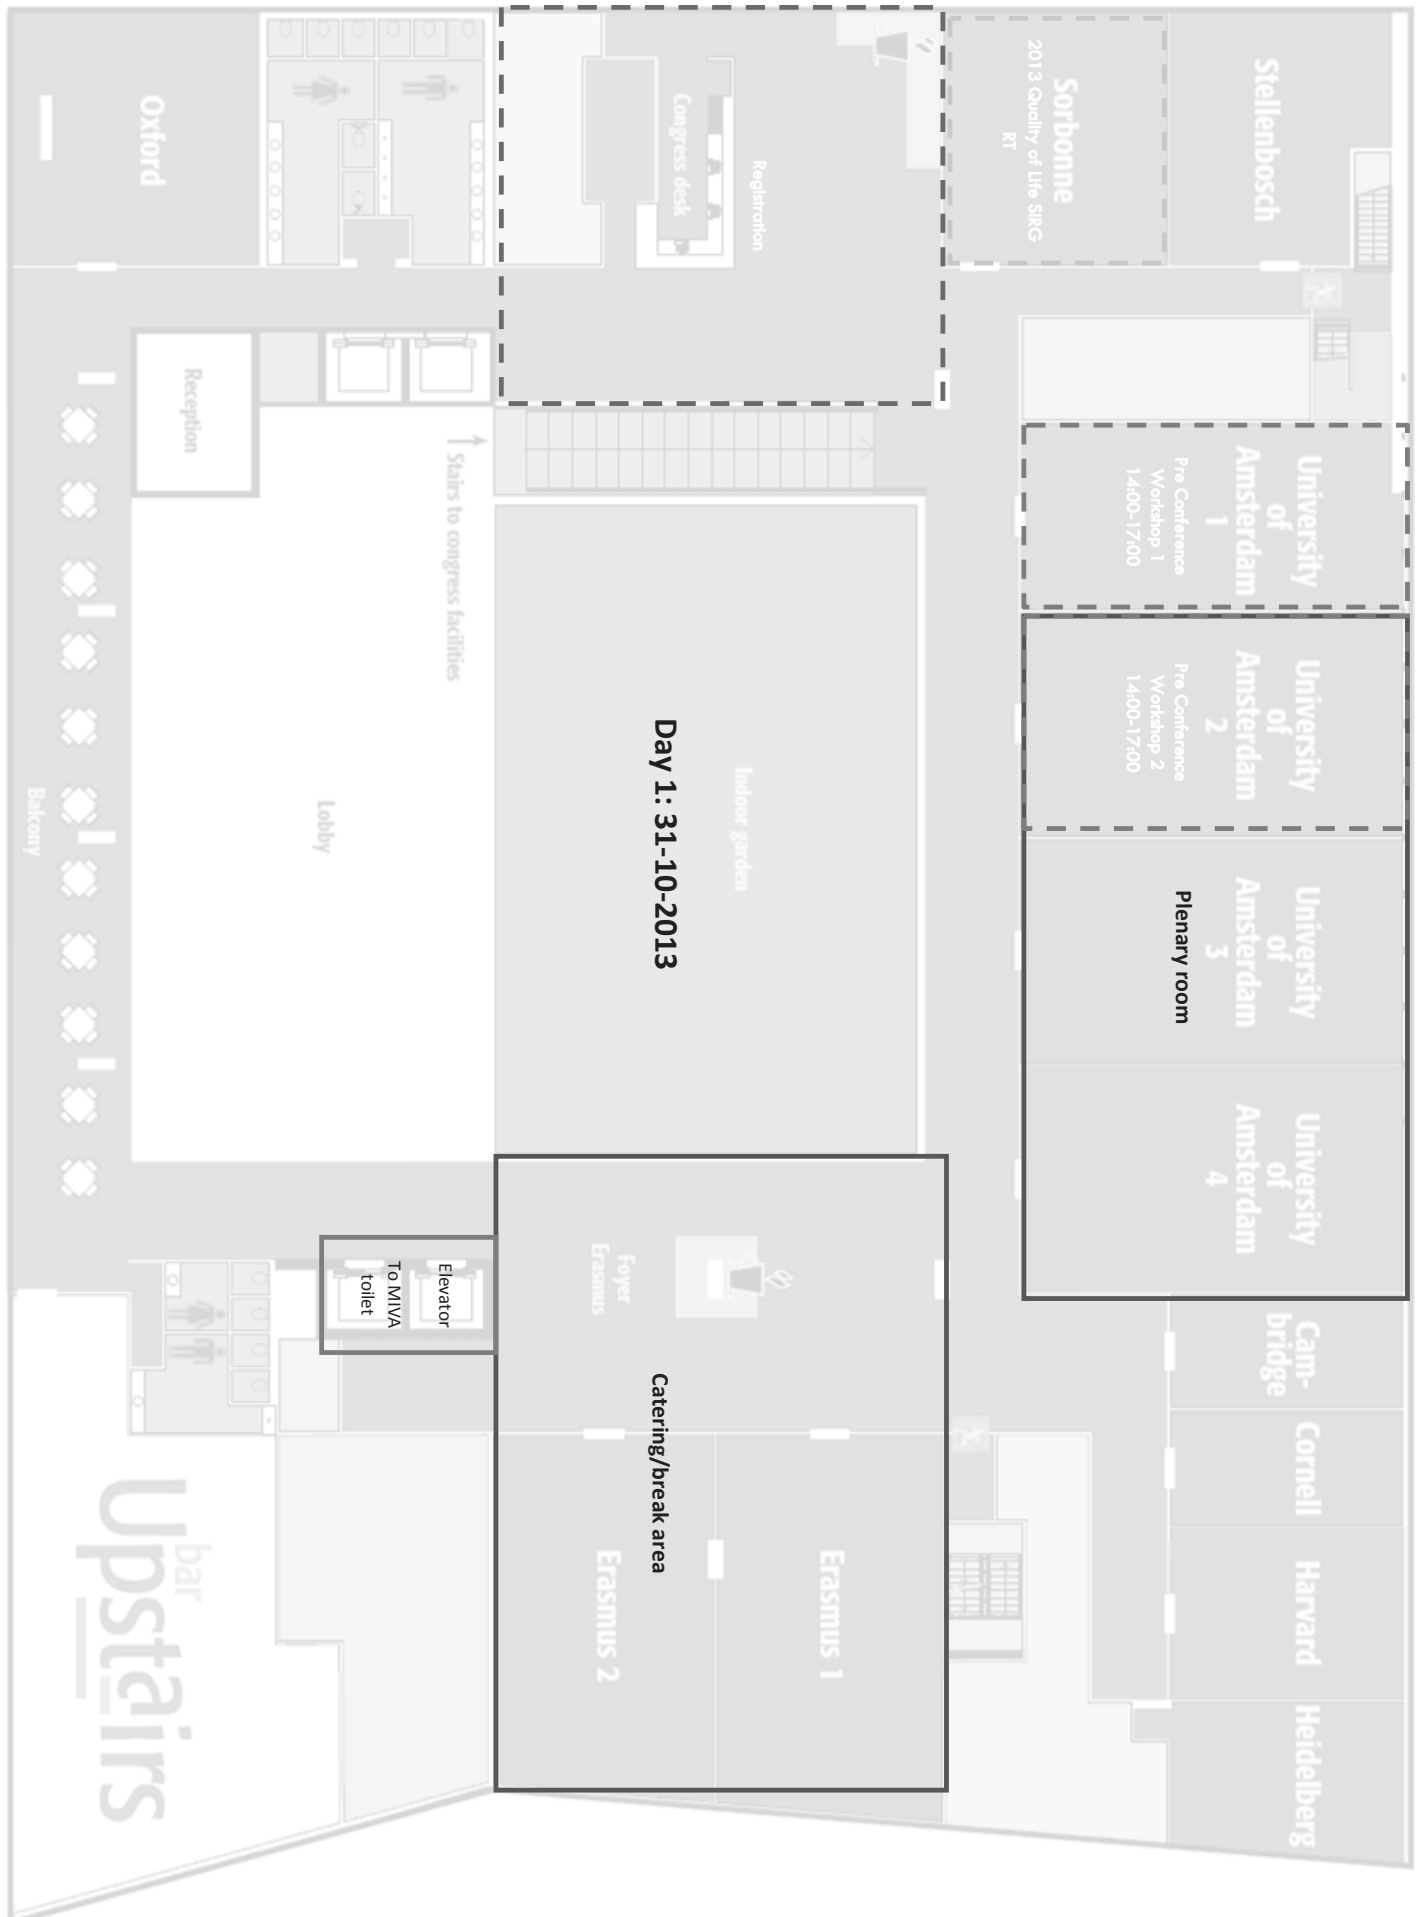 Oxford
Congress desk
Registration
Sorbonne
2013 Quality of Life SIRG
RT
Stellenbosch
Reception
Stairs to congress facilities
University
of
Amsterdam
1
Pre Conference
Workshop 1
14:00-17:00
University
of
Amsterdam
2
Pre Conference
Workshop 2
14:00-17:00
Balcony
Lobby
Day 1: 31-10-2013
Indoor garden
University
of
Amsterdam
3
Plenary room
University
of
Amsterdam
4
Elevator
To MIVA
toilet
Foyer
Erasmus
Catering/break area
Erasmus 1
Erasmus 2
Cam-
bridge
Cornell
Harvard
Heidelberg
bar
Upstairs